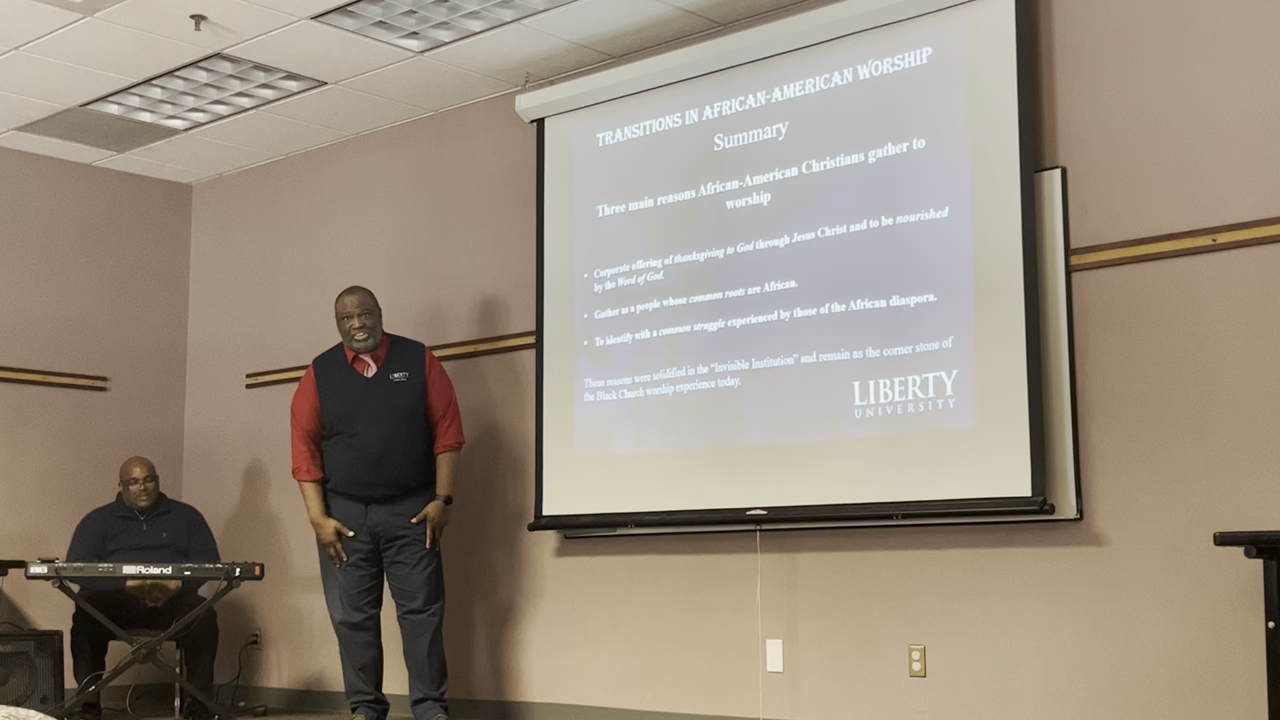 TRANSITIONS IN AFRICAN-AMERICAN WORSHIP
Summary
Three main reasons African-American Christians gather to
worship
• Corporate offering of thanksgiving to God through Jesus Christ and to be nourished
by the Word of God.
• Gather as a people whose common roots are African.
• To identify with a common struggle experienced by those of the African diaspora.
These reasons were solidified in the “Invisible Institution” and remain as the corner stone of
the Black Church worship experience today.
LIBERTY
UNIVERSITY
LIBERTY
Roland